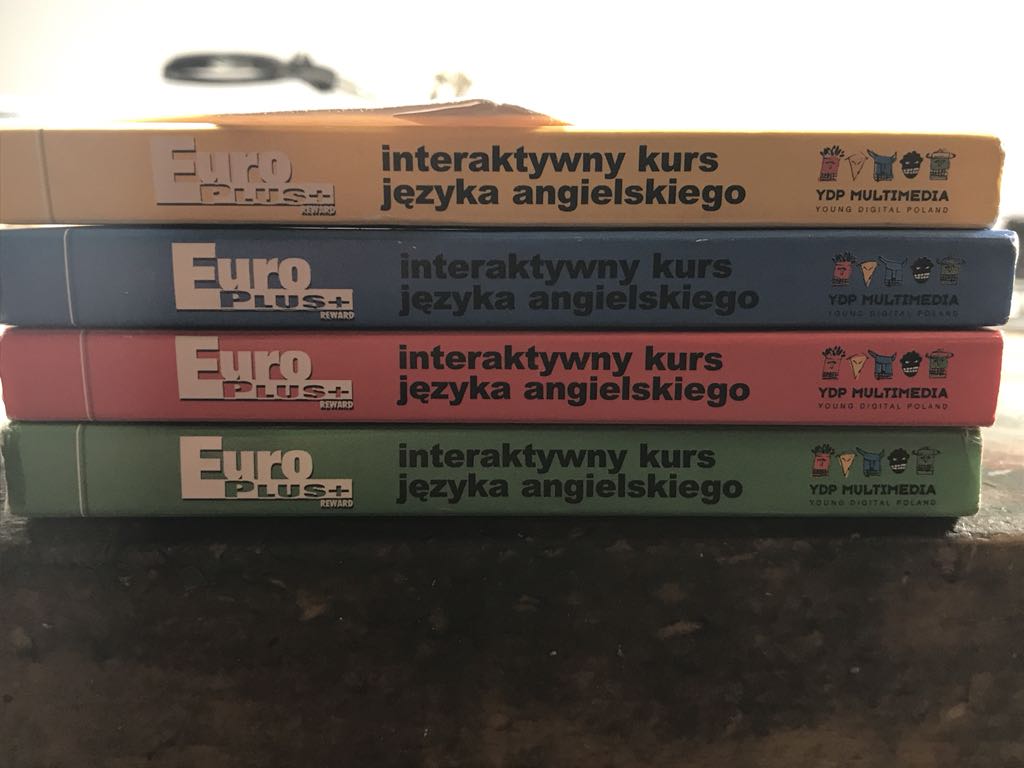 Euro
PLUS+
REWARD
interaktywny kurs
języka angielskiego
YDP MULTIMEDIA
YOUNG DIGITAL POLAND
Euro
PLUS+
REWARD
interaktywny kurs
języka angielskiego
YDP MULTIMEDIA
YOUNG DIGITAL POLAND
Euro
PLUS+
REWARD
interaktywny kurs
języka angielskiego
YDP MULTIMEDIA
YOUNG DIGITAL POLAND
Euro
PLUS+
REWARD
interaktywny kurs
języka angielskiego
YDP MULTIMEDIA
YOUNG DIGITAL POLAND